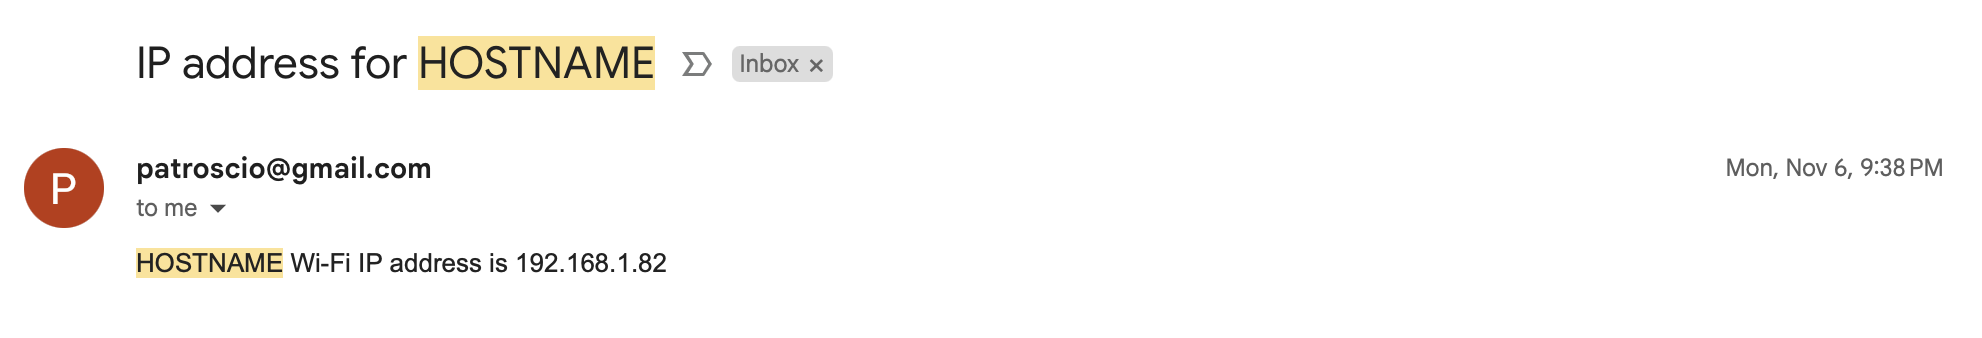 IP address for HOSTNAME Inbox ×
P
patroscio@gmail.com Mon, Nov 6, 9:38 PM
to me
HOSTNAME Wi-Fi IP address is 192.168.1.82